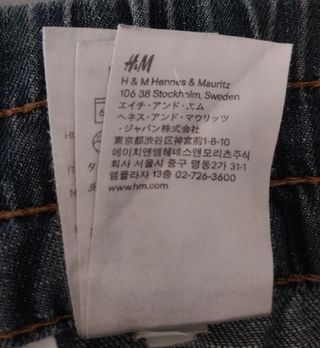 H&M
H & M Hennes & Mauritz
106 38 Stockholm, Sweden
エイチ・アンド・エム
ヘネス・アンド・マウリッツ
・ジャパン株式会社
東京都渋谷区神宮前1-8-10
에이치앤엠헤네스앤모리츠주식
회사 서울시 중구 명동2가 31-1
엠플라자 13층 02-726-3600
www.hm.com